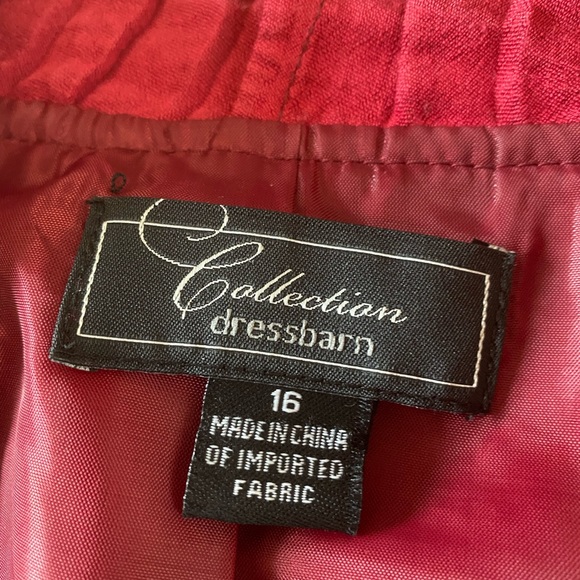 Collection
dressbarn
16
MADE IN CHINA
OF IMPORTED
FABRIC